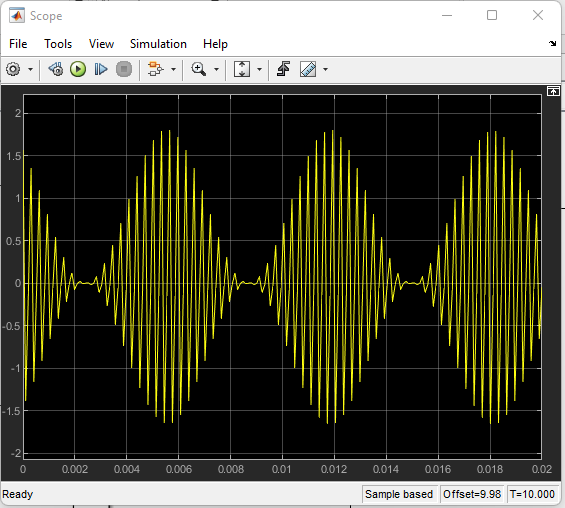 Scope
File Tools View Simulation Help
2
1.5
1
0.5
0
-0.5
-1
-1.5
-2
0 0.002 0.004 0.006 0.008 0.01 0.012 0.014 0.016 0.018 0.02
Ready Sample based Offset=9.98 T=10.000